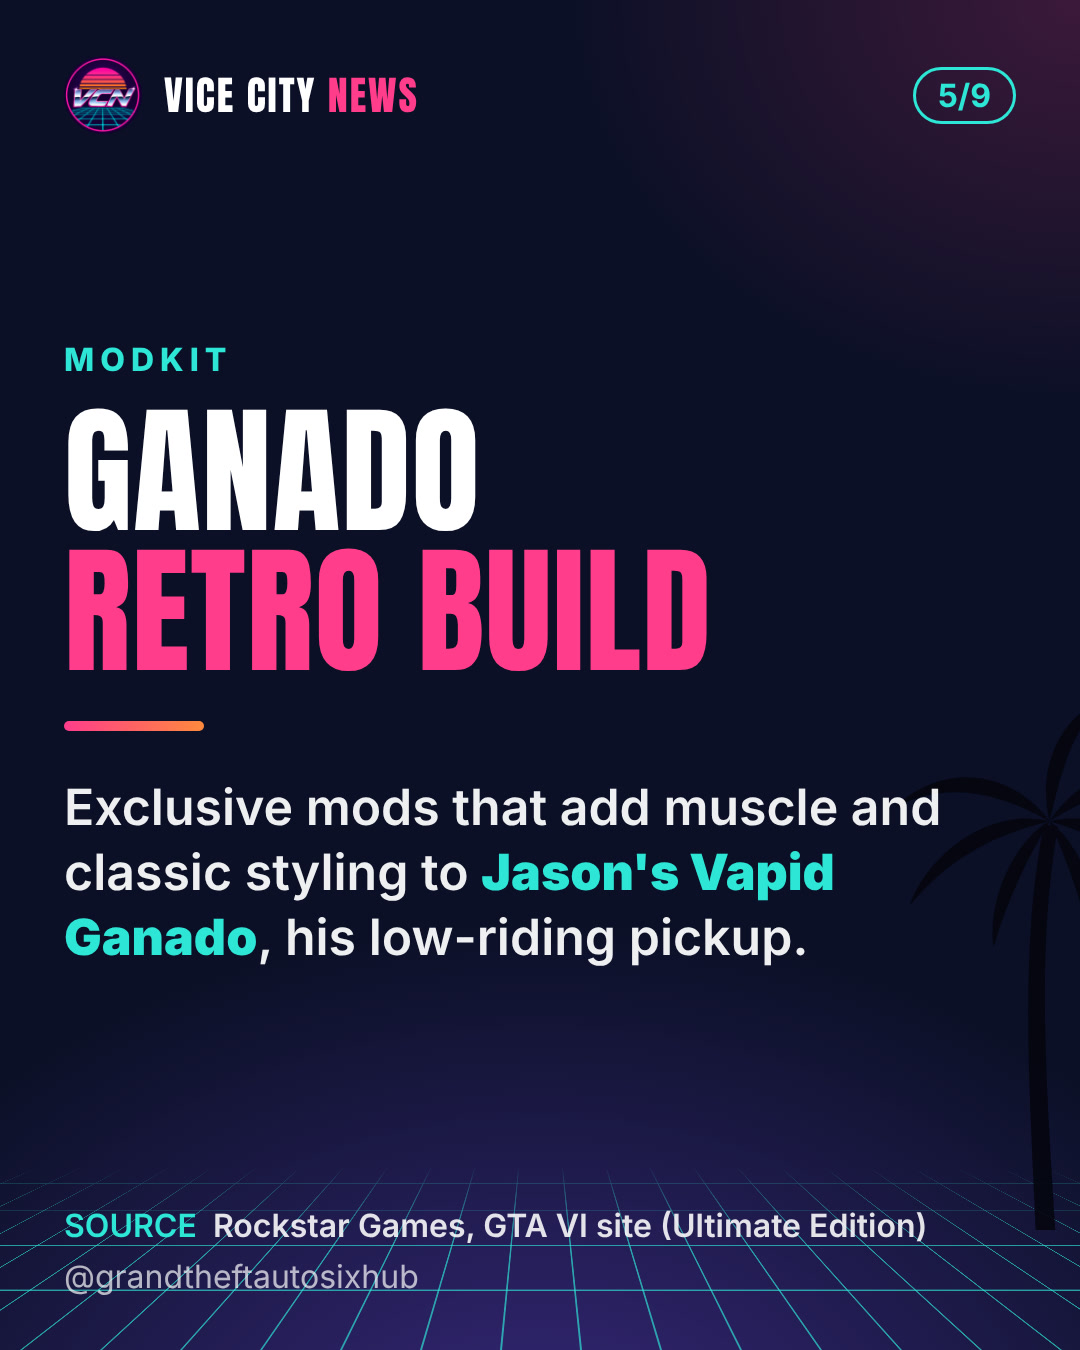 VCN
VICE CITY NEWS
5/9
MODKIT
GANADO
RETRO BUILD
Exclusive mods that add muscle and
classic styling to Jason's Vapid
Ganado, his low-riding pickup.
SOURCE Rockstar Games, GTA VI site (Ultimate Edition)
@grandtheftautosixhub